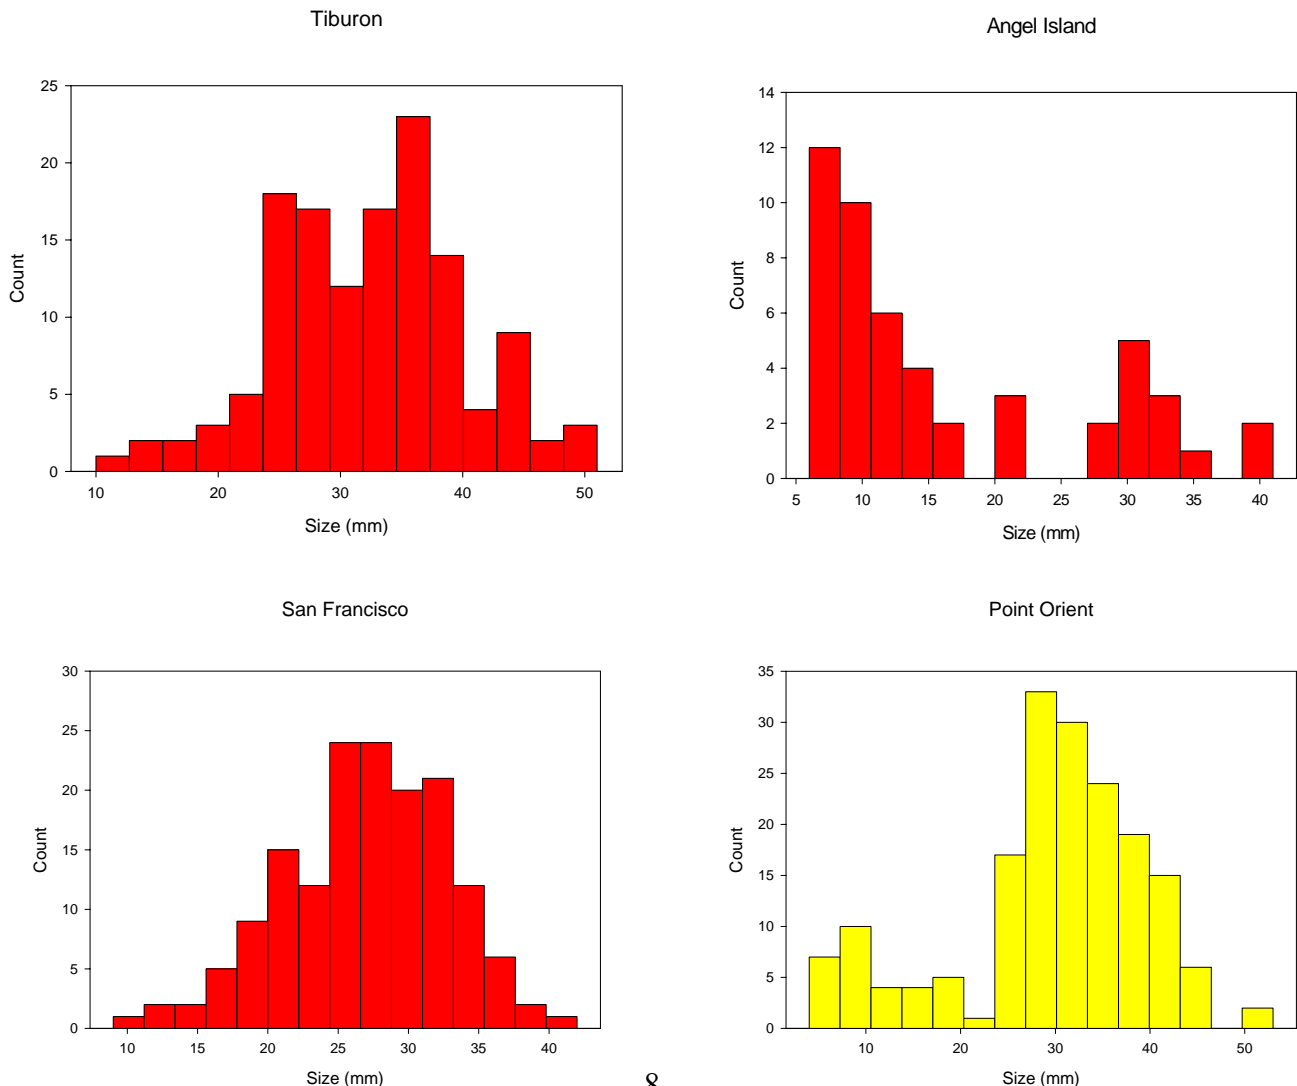 Tiburon
25
20
15
10
5
0
Count
10 20 30 40 50
Size (mm)
Angel Island
14
12
10
8
6
4
2
0
Count
5 10 15 20 25 30 35 40
Size (mm)
San Francisco
30
25
20
15
10
5
0
Count
10 15 20 25 30 35 40
Size (mm)
Point Orient
35
30
25
20
15
10
5
0
Count
10 20 30 40 50
Size (mm)
8